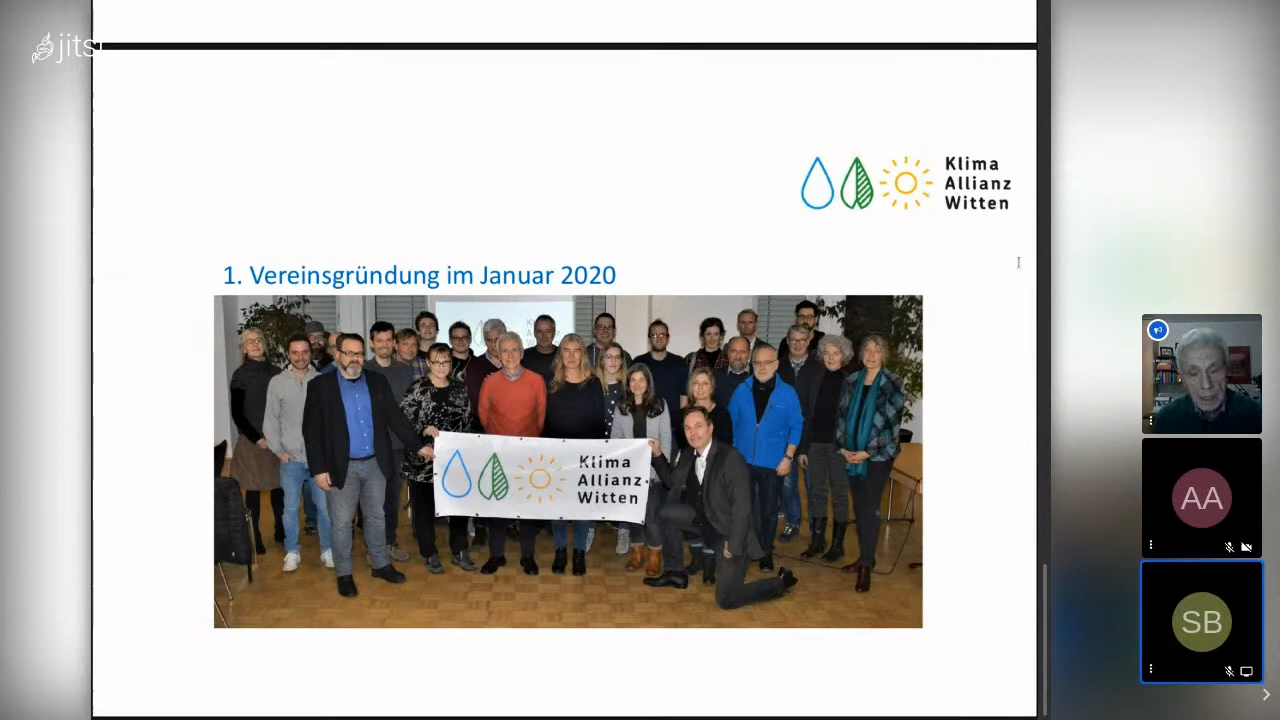 jitsi
Klima
Allianz
Witten
1. Vereinsgründung im Januar 2020
Klima
Allianz
Witten
AA
SB